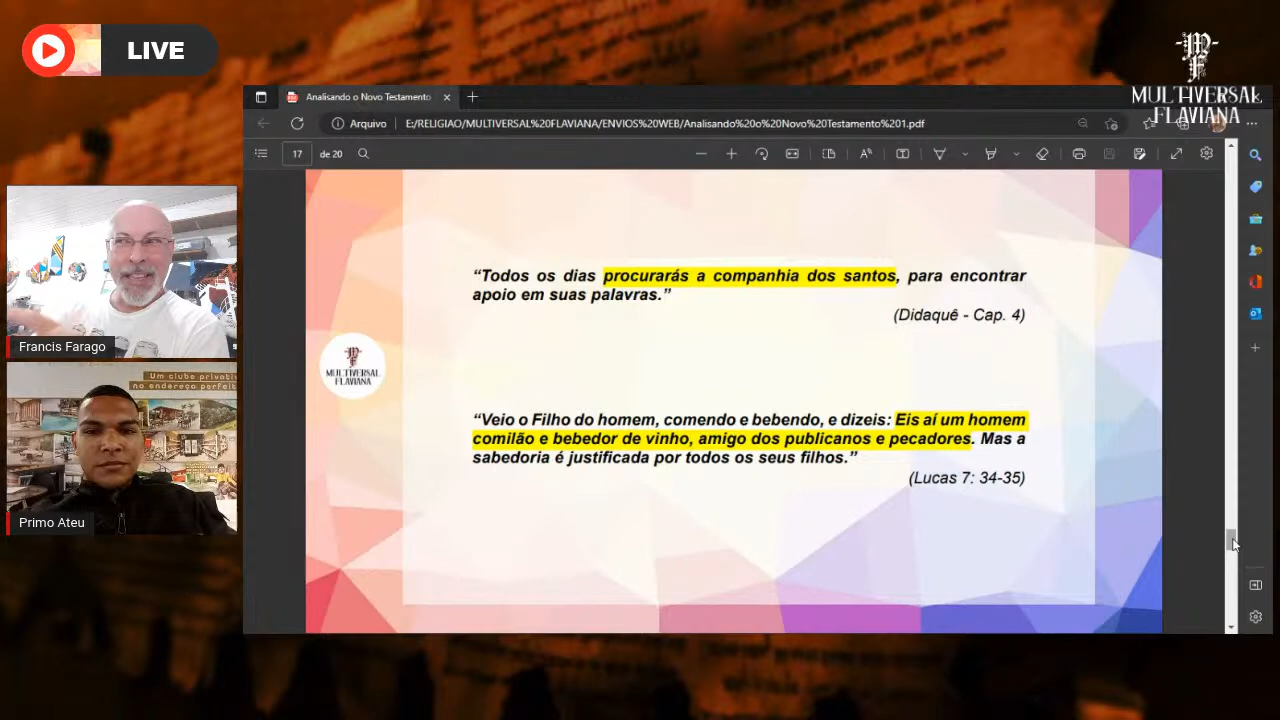 LIVE
MULTIVERSAL
FLAVIANA
Analisando o Novo Testamento
Arquivo
E:/RELIGIAO/MULTIVERSAL%20FLAVIANA/ENVIOS%20WEB/Analisando%20o%20Novo%20Testamento%201.pdf
17 de 20
“Todos os dias procurarás a companhia dos santos, para encontrar
apoio em suas palavras.”
(Didaquê - Cap. 4)
MULTIVERSAL
FLAVIANA
“Veio o Filho do homem, comendo e bebendo, e dizeis: Eis aí um homem
comilão e bebedor de vinho, amigo dos publicanos e pecadores. Mas a
sabedoria é justificada por todos os seus filhos.”
(Lucas 7: 34-35)
Francis Farago
Um clube privativ
no endereço perfeit
Primo Ateu